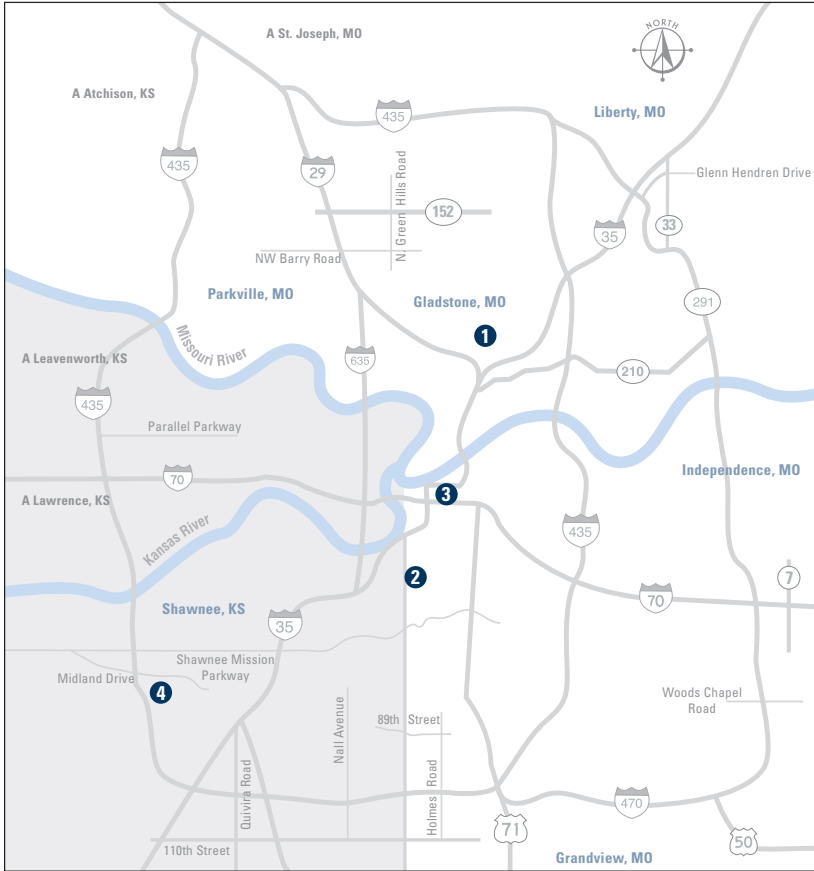 A St. Joseph, MO
NORTH
A Atchison, KS
435
Liberty, MO
435
29
N. Green Hills Road
Glenn Hendren Drive
152
33
35
NW Barry Road
Parkville, MO
Gladstone, MO
291
1
Missouri River
A Leavenworth, KS
635
210
435
Parallel Parkway
70
Independence, MO
A Lawrence, KS
3
Kansas River
435
2
7
70
Shawnee, KS
35
Shawnee Mission
Parkway
Midland Drive
4
Woods Chapel
Road
Nall Avenue
89th Street
Quivira Road
Holmes Road
470
71
50
110th Street
Grandview, MO